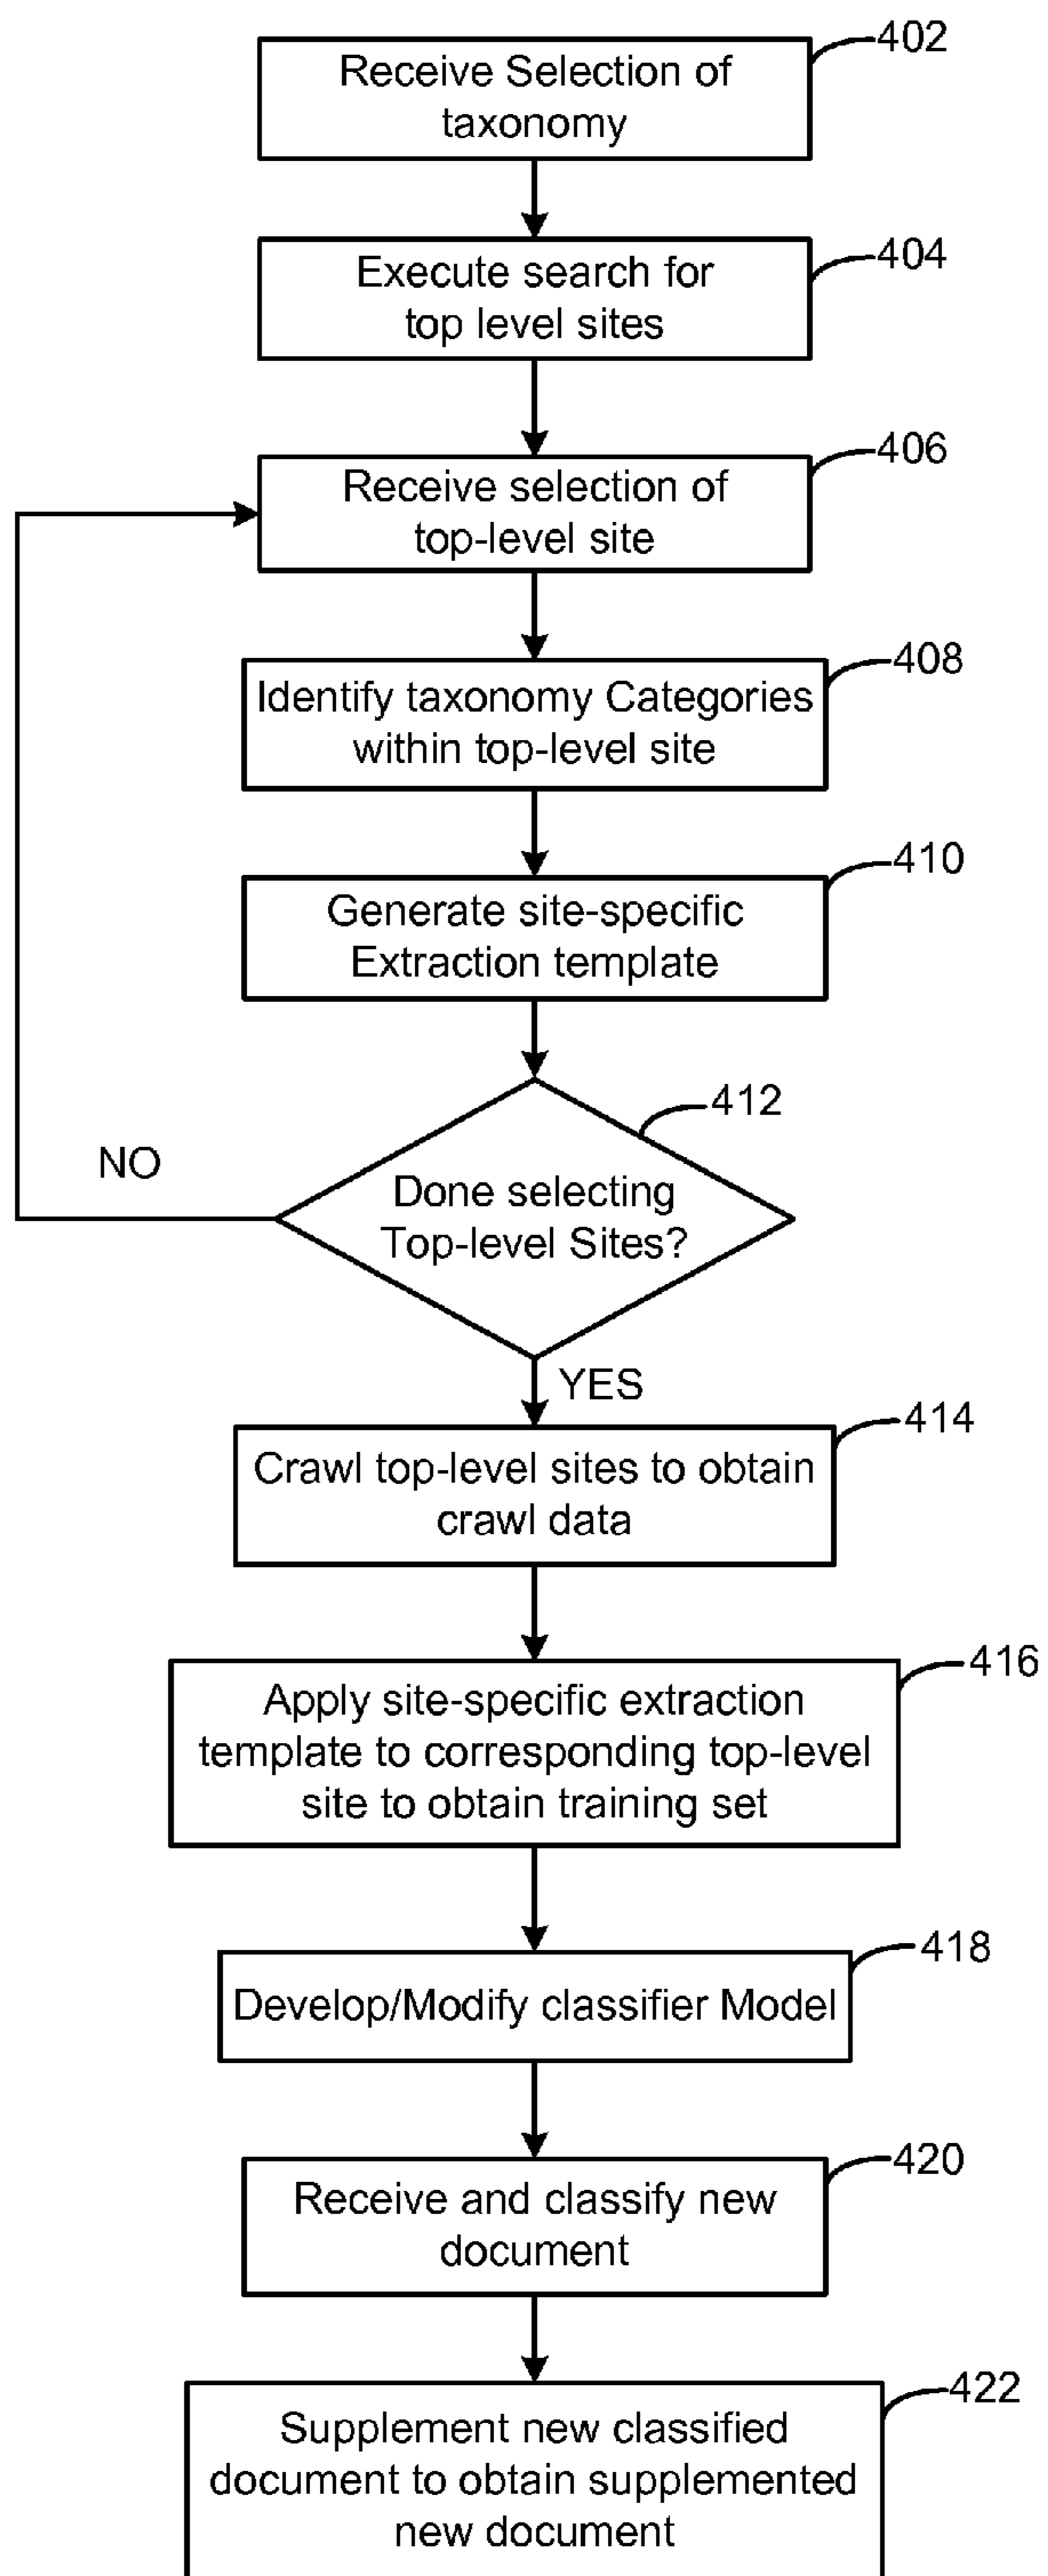 402
Receive Selection of
taxonomy
404
Execute search for
top level sites
406
Receive selection of
top-level site
408
Identify taxonomy Categories
within top-level site
410
Generate site-specific
Extraction template
412
NO
Done selecting
Top-level Sites?
YES
414
Crawl top-level sites to obtain
crawl data
416
Apply site-specific extraction
template to corresponding top-level
site to obtain training set
418
Develop/Modify classifier Model
420
Receive and classify new
document
422
Supplement new classified
document to obtain supplemented
new document